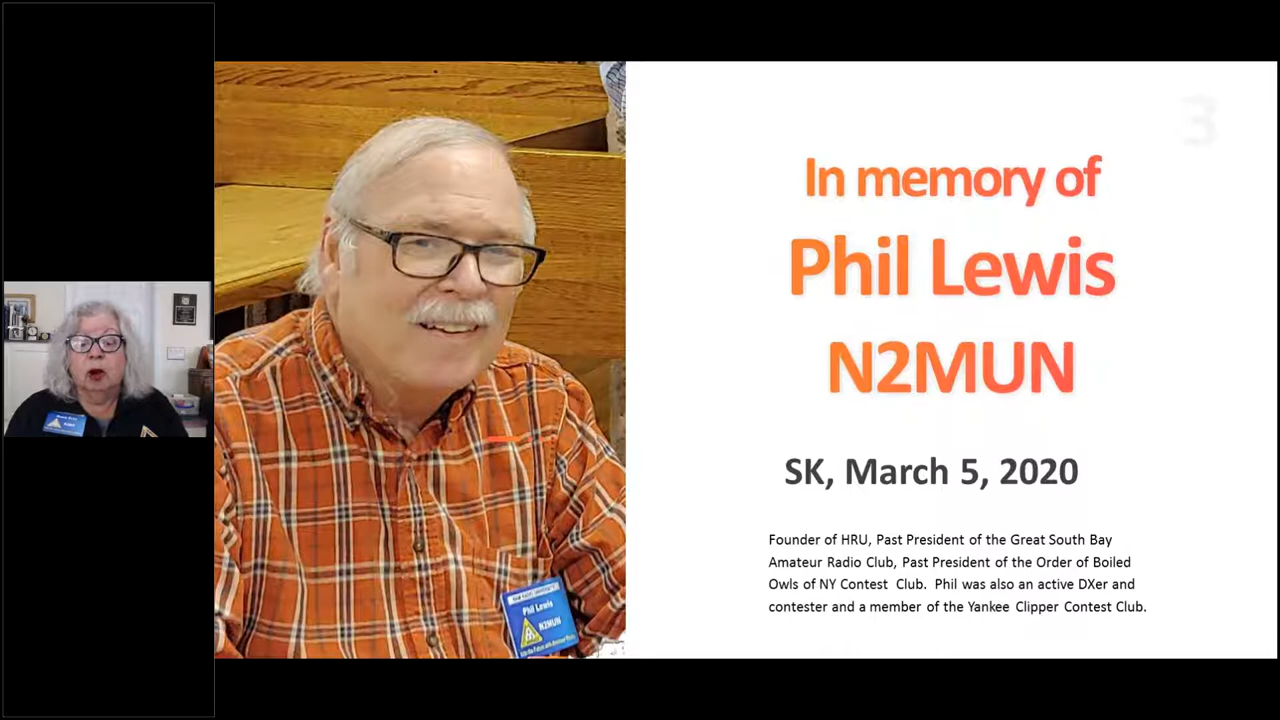 3
In memory of
Phil Lewis
N2MUN
SK, March 5, 2020
Founder of HRU, Past President of the Great South Bay
Amateur Radio Club, Past President of the Order of Boiled
Owls of NY Contest Club. Phil was also an active DXer and
contester and a member of the Yankee Clipper Contest Club.
Phil Lewis
N2MUN